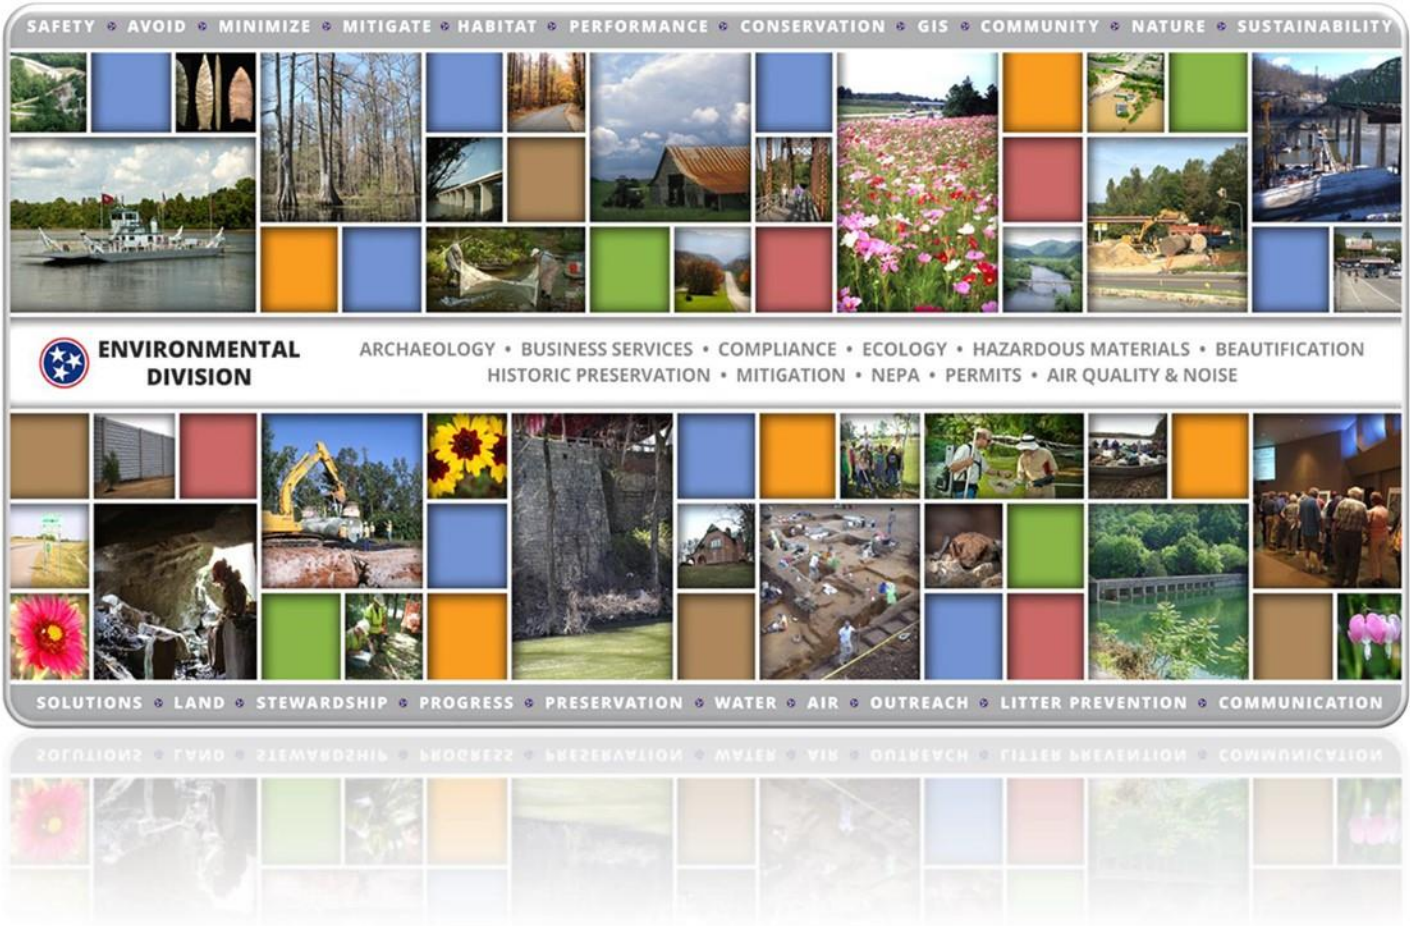 SAFETY AVOID MINIMIZE MITIGATE HABITAT PERFORMANCE CONSERVATION GIS COMMUNITY NATURE SUSTAINABILITY
ENVIRONMENTAL
DIVISION
ARCHAEOLOGY • BUSINESS SERVICES • COMPLIANCE • ECOLOGY • HAZARDOUS MATERIALS • BEAUTIFICATION
HISTORIC PRESERVATION • MITIGATION • NEPA • PERMITS • AIR QUALITY & NOISE
SOLUTIONS LAND STEWARDSHIP PROGRESS PRESERVATION WATER AIR OUTREACH LITTER PREVENTION COMMUNICATION